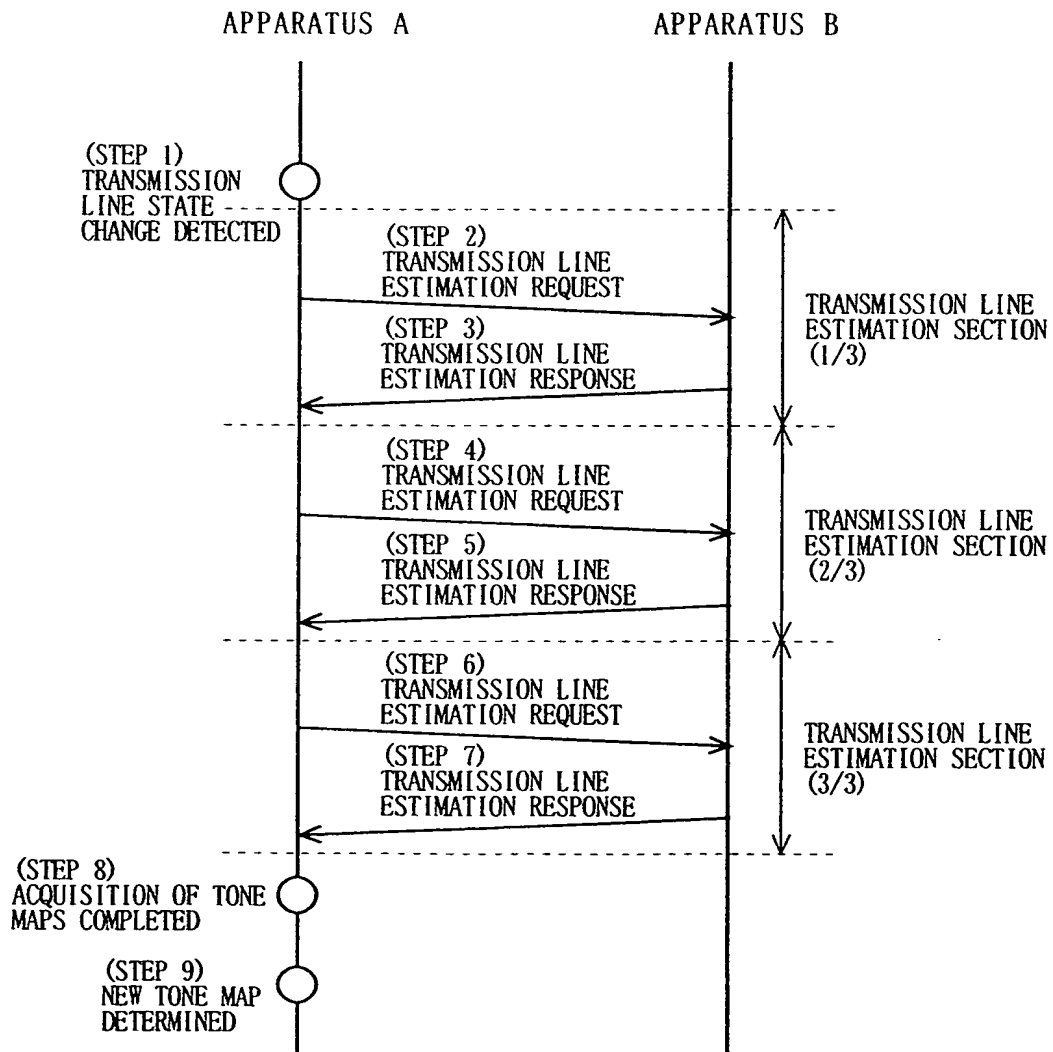 APPARATUS A
APPARATUS B
(STEP 1)
TRANSMISSION
LINE STATE
CHANGE DETECTED
(STEP 2)
TRANSMISSION LINE
ESTIMATION REQUEST
(STEP 3)
TRANSMISSION LINE
ESTIMATION RESPONSE
TRANSMISSION LINE
ESTIMATION SECTION
(1/3)
(STEP 4)
TRANSMISSION LINE
ESTIMATION REQUEST
(STEP 5)
TRANSMISSION LINE
ESTIMATION RESPONSE
TRANSMISSION LINE
ESTIMATION SECTION
(2/3)
(STEP 6)
TRANSMISSION LINE
ESTIMATION REQUEST
(STEP 7)
TRANSMISSION LINE
ESTIMATION RESPONSE
TRANSMISSION LINE
ESTIMATION SECTION
(3/3)
(STEP 8)
ACQUISITION OF TONE
MAPS COMPLETED
(STEP 9)
NEW TONE MAP
DETERMINED